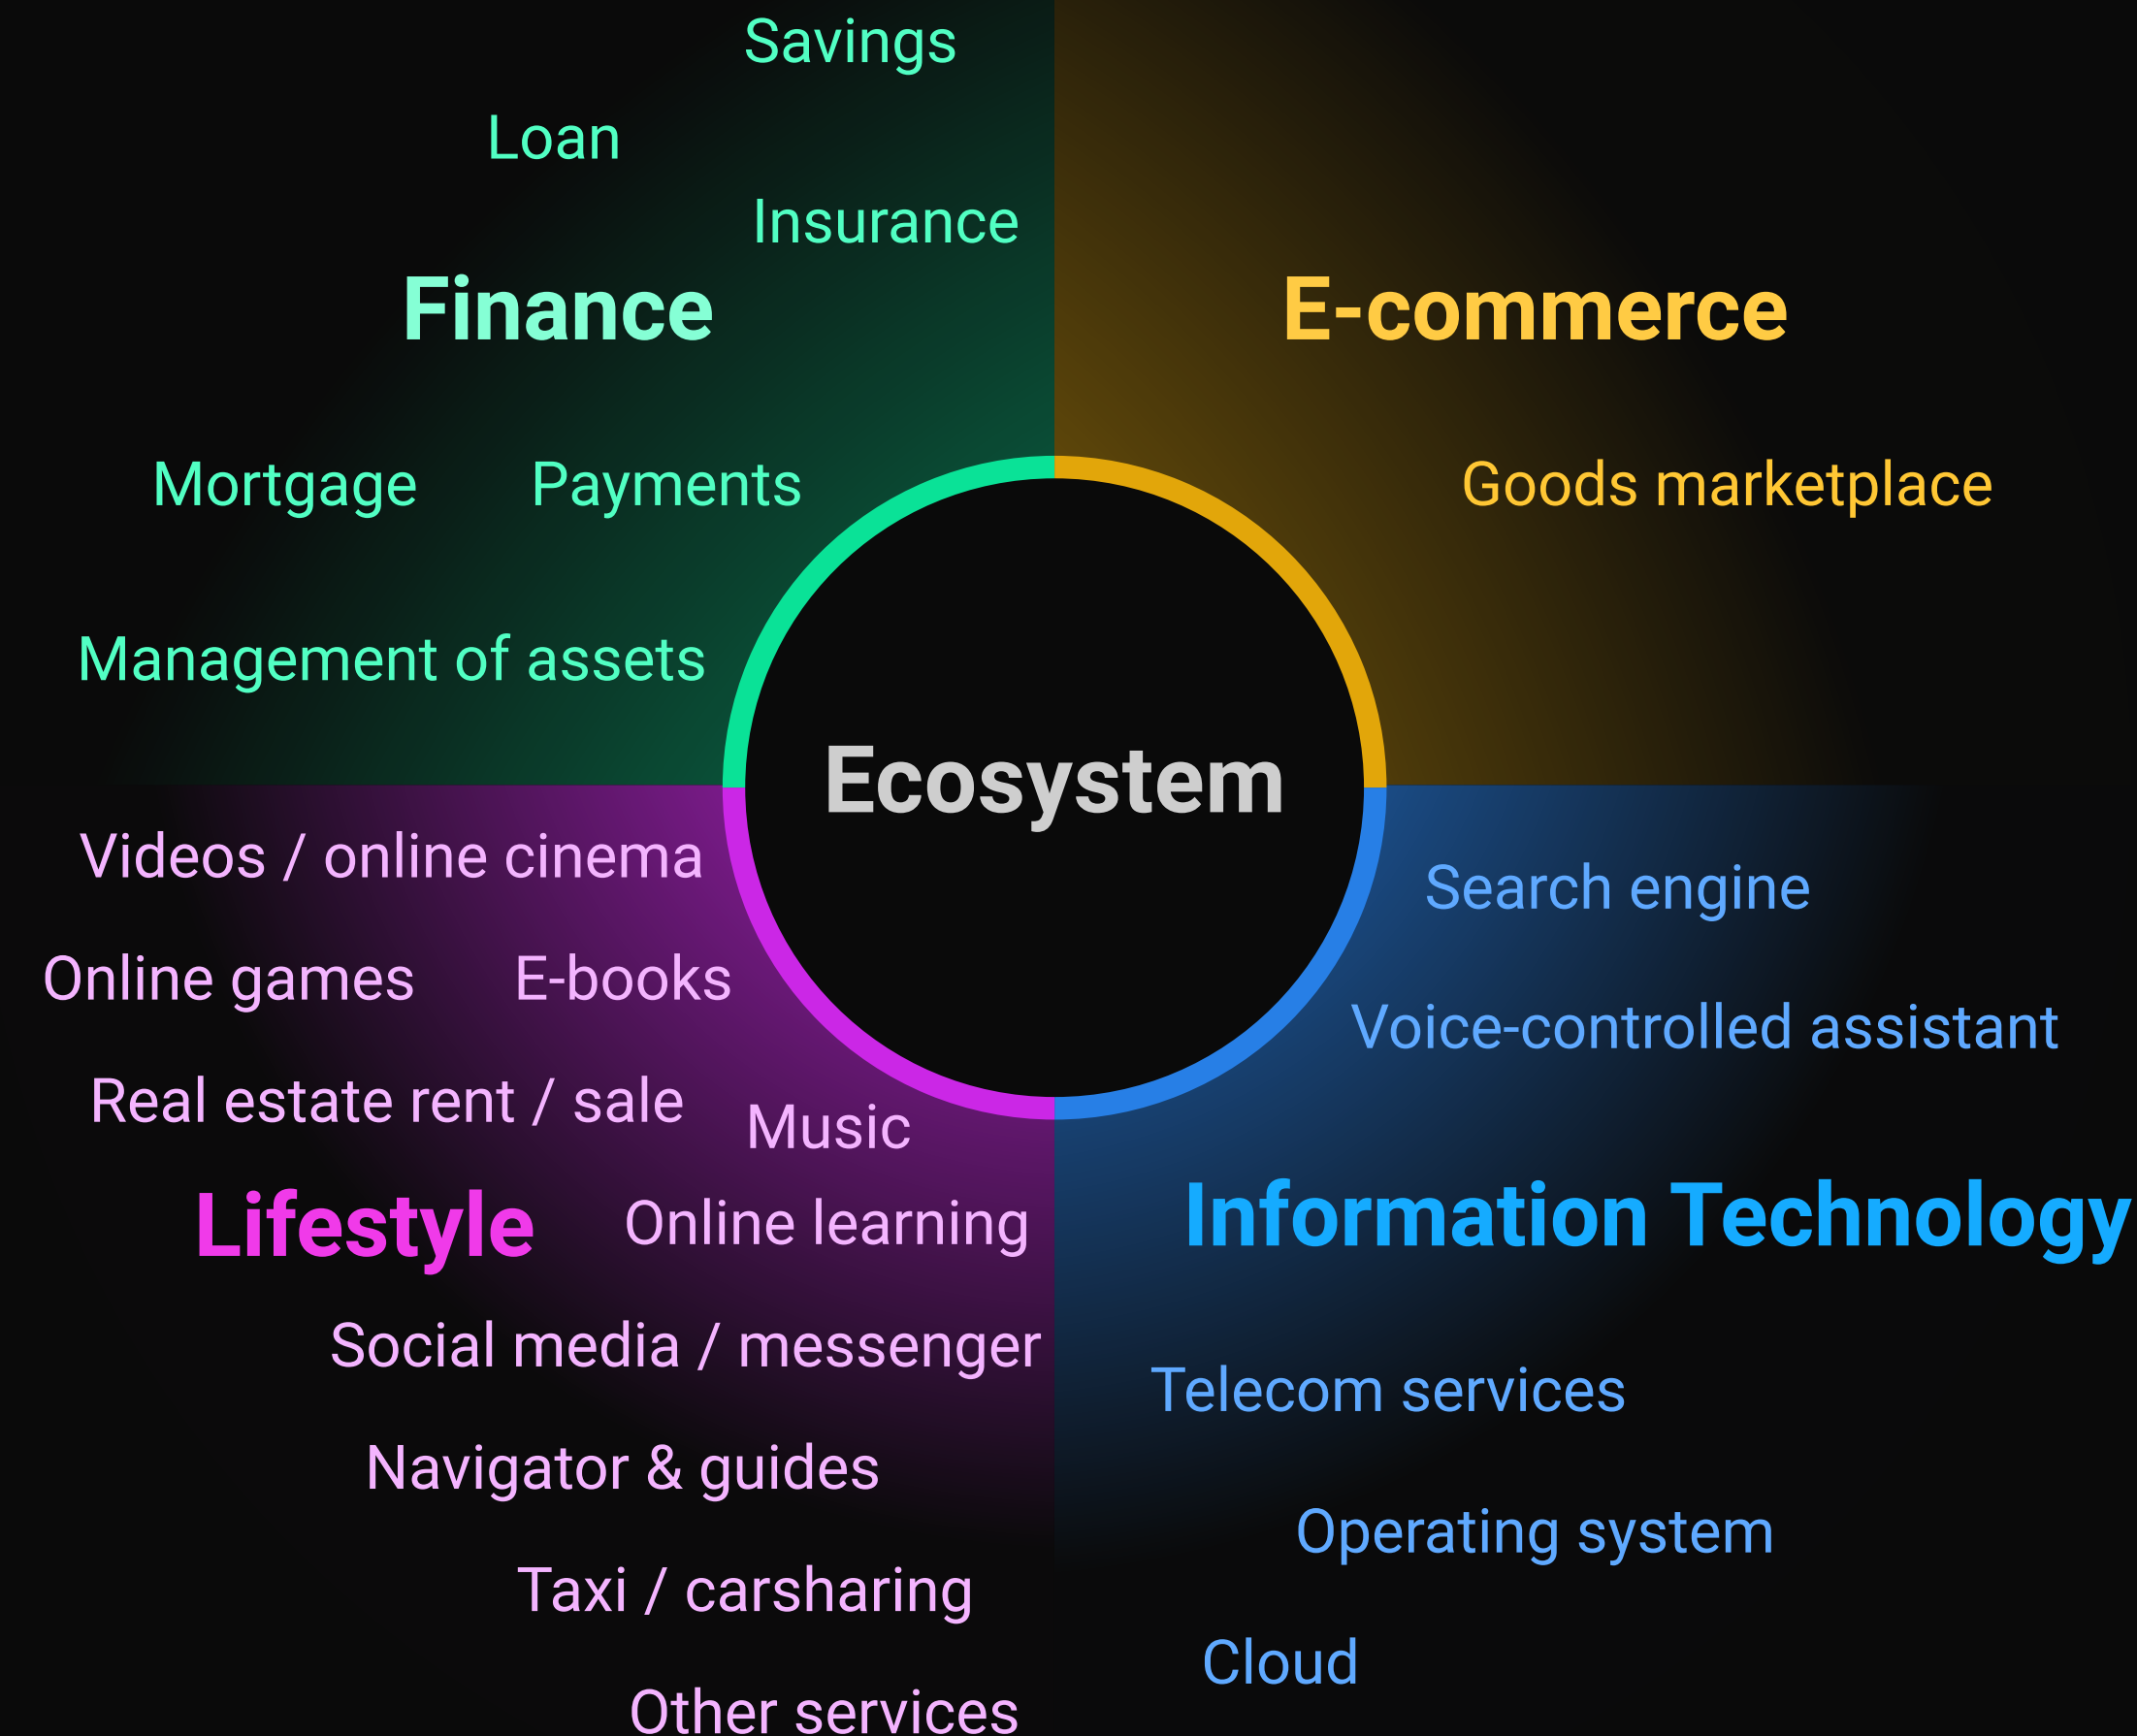 Savings
Loan
Insurance
Finance
Mortgage
Payments
Management of assets
E-commerce
Goods marketplace
Ecosystem
Videos / online cinema
Online games
E-books
Real estate rent / sale
Music
Lifestyle
Online learning
Social media / messenger
Navigator & guides
Taxi / carsharing
Other services
Search engine
Voice-controlled assistant
Information Technology
Telecom services
Operating system
Cloud